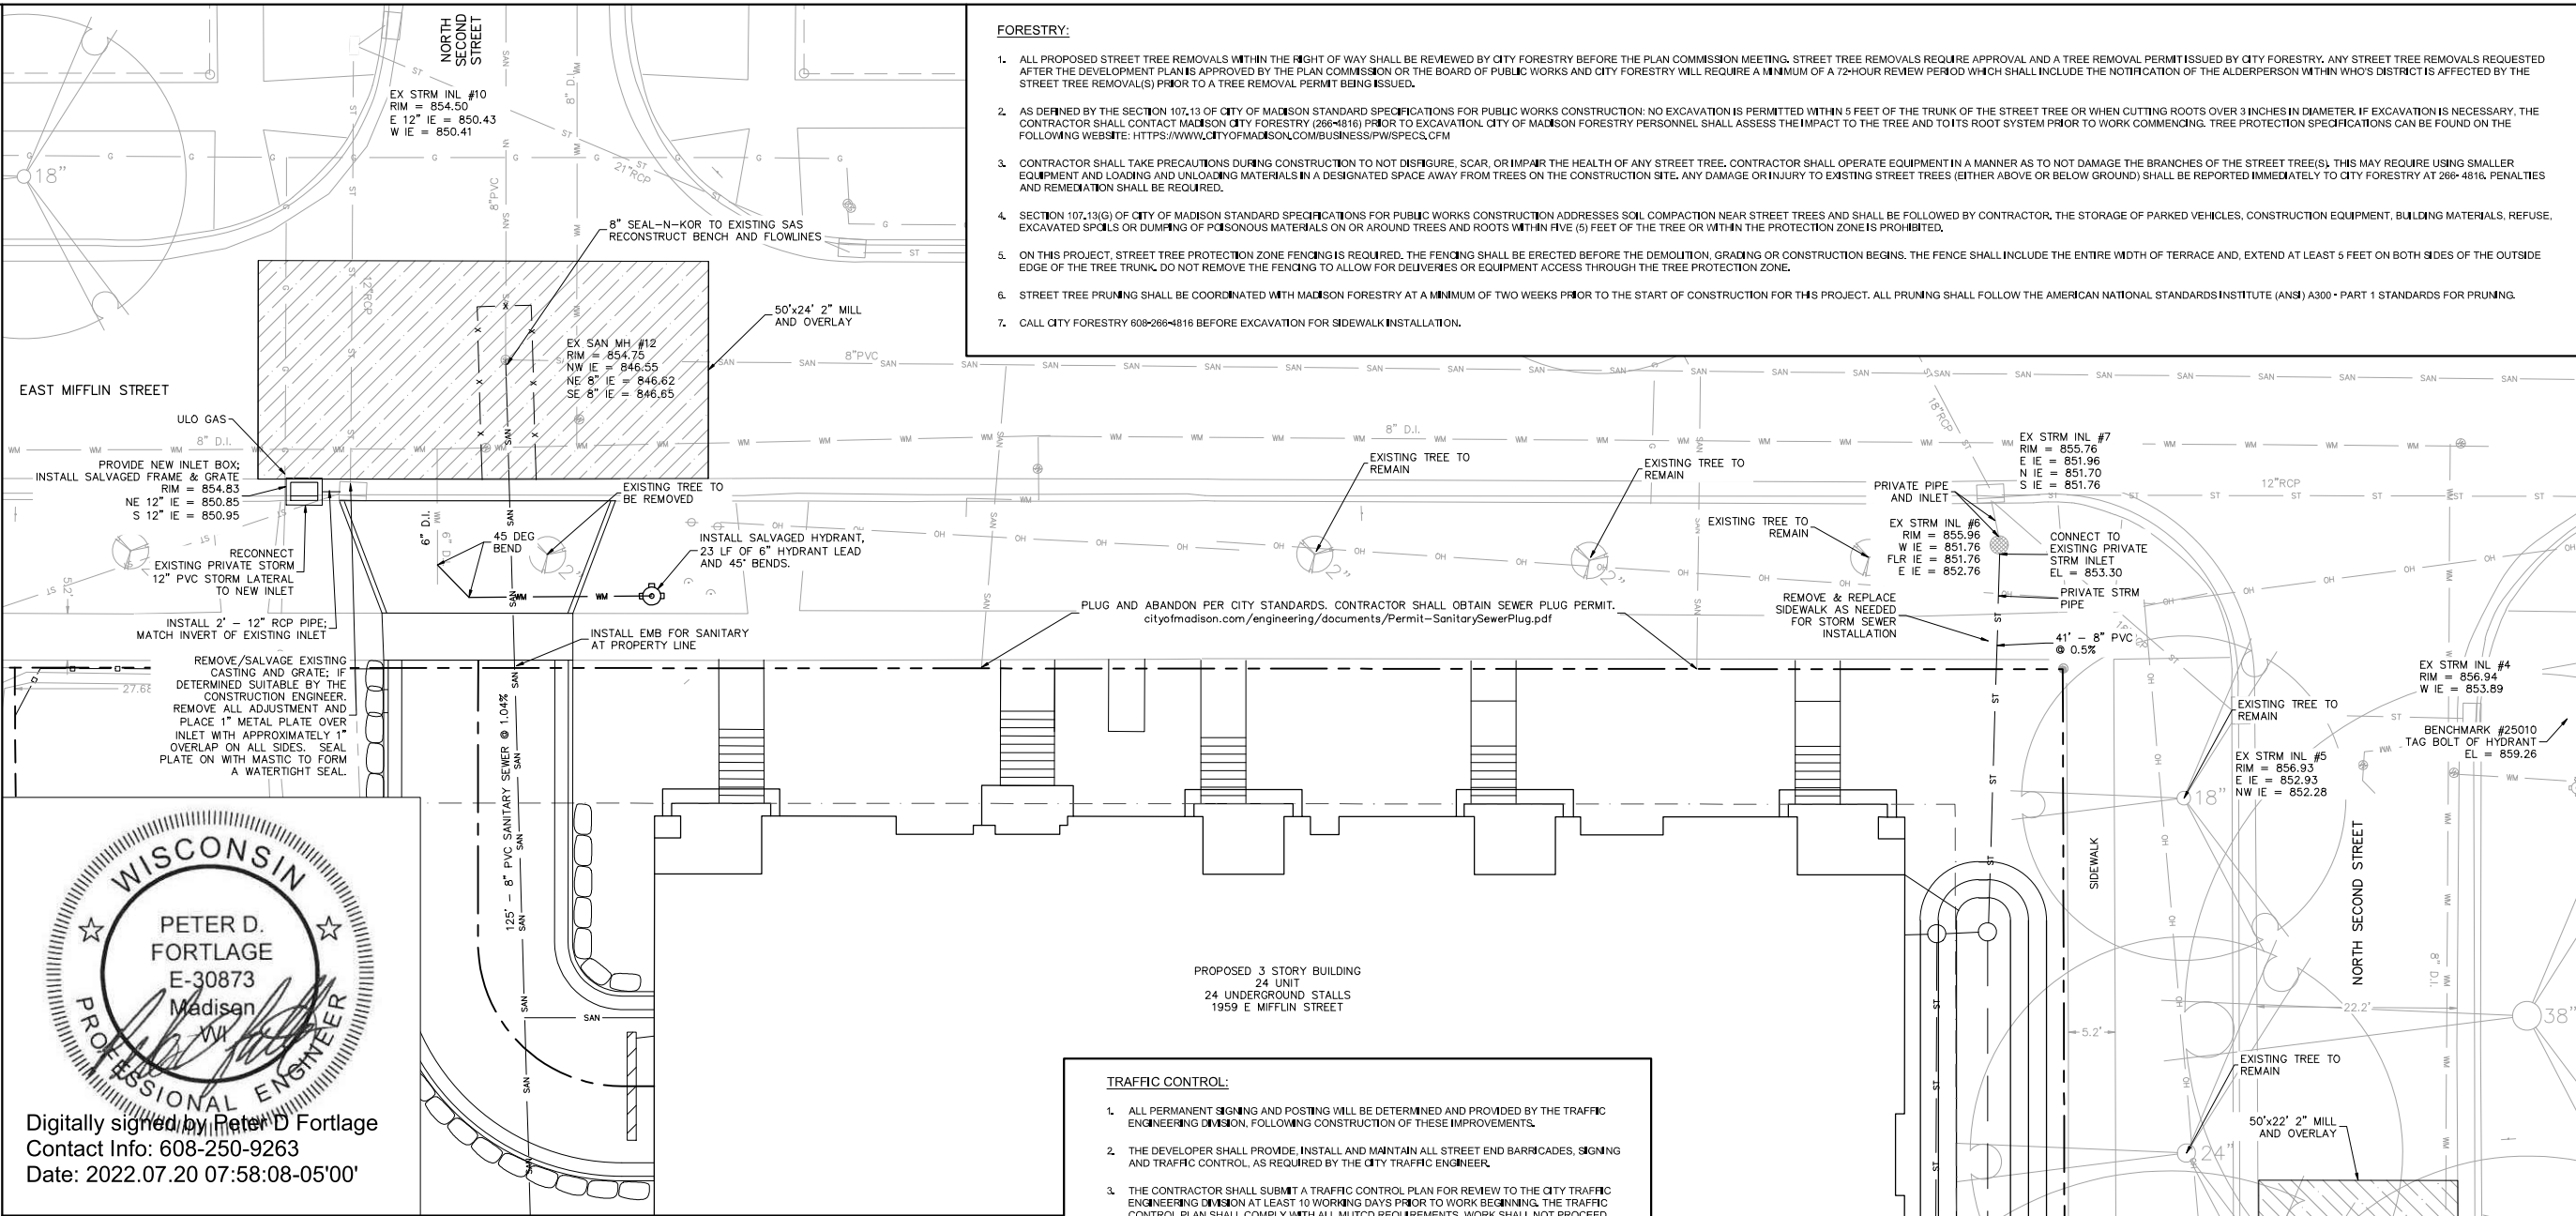 NORTH
SECOND
STREET
EX STRM INL #10
RIM = 854.50
E 12" IE = 850.43
W IE = 850.41
18"
21"RCP
8"PVC
8" D.I.
12"RCP
8" SEAL-N-KOR TO EXISTING SAS
RECONSTRUCT BENCH AND FLOWLINES
50'x24' 2" MILL
AND OVERLAY
EX SAN MH #12
RIM = 854.75
NW IE = 846.55
NE 8" IE = 846.62
SE 8" IE = 846.65
EAST MIFFLIN STREET
ULO GAS
8" D.I.
PROVIDE NEW INLET BOX;
INSTALL SALVAGED FRAME & GRATE
RIM = 854.83
NE 12" IE = 850.85
S 12" IE = 850.95
RECONNECT
EXISTING PRIVATE STORM
12" PVC STORM LATERAL
TO NEW INLET
5.2'
INSTALL 2' - 12" RCP PIPE;
MATCH INVERT OF EXISTING INLET
REMOVE/SALVAGE EXISTING
CASTING AND GRATE; IF
DETERMINED SUITABLE BY THE
CONSTRUCTION ENGINEER.
REMOVE ALL ADJUSTMENT AND
PLACE 1" METAL PLATE OVER
INLET WITH APPROXIMATELY 1"
OVERLAP ON ALL SIDES. SEAL
PLATE ON WITH MASTIC TO FORM
A WATERTIGHT SEAL.
27.68
6" D.I.
45 DEG
BEND
EXISTING TREE TO
BE REMOVED
2"
INSTALL SALVAGED HYDRANT,
23 LF OF 6" HYDRANT LEAD
AND 45° BENDS.
INSTALL EMB FOR SANITARY
AT PROPERTY LINE
125' - 8" PVC SANITARY SEWER @ 1.04%
FORESTRY:
1. ALL PROPOSED STREET TREE REMOVALS WITHIN THE RIGHT OF WAY SHALL BE REVIEWED BY CITY FORESTRY BEFORE THE PLAN COMMISSION MEETING. STREET TREE REMOVALS REQUIRE APPROVAL AND A TREE REMOVAL PERMIT ISSUED BY CITY FORESTRY. ANY STREET TREE REMOVALS REQUESTED
AFTER THE DEVELOPMENT PLAN IS APPROVED BY THE PLAN COMMISSION OR THE BOARD OF PUBLIC WORKS AND CITY FORESTRY WILL REQUIRE A MINIMUM OF A 72-HOUR REVIEW PERIOD WHICH SHALL INCLUDE THE NOTIFICATION OF THE ALDERPERSON WITHIN WHO'S DISTRICT IS AFFECTED BY THE
STREET TREE REMOVAL(S) PRIOR TO A TREE REMOVAL PERMIT BEING ISSUED.
2. AS DEFINED BY THE SECTION 107.13 OF CITY OF MADISON STANDARD SPECIFICATIONS FOR PUBLIC WORKS CONSTRUCTION: NO EXCAVATION IS PERMITTED WITHIN 5 FEET OF THE TRUNK OF THE STREET TREE OR WHEN CUTTING ROOTS OVER 3 INCHES IN DIAMETER. IF EXCAVATION IS NECESSARY, THE
CONTRACTOR SHALL CONTACT MADISON CITY FORESTRY (266-4816) PRIOR TO EXCAVATION. CITY OF MADISON FORESTRY PERSONNEL SHALL ASSESS THE IMPACT TO THE TREE AND TO ITS ROOT SYSTEM PRIOR TO WORK COMMENCING. TREE PROTECTION SPECIFICATIONS CAN BE FOUND ON THE
FOLLOWING WEBSITE: HTTPS://WWW.CITYOFMADISON.COM/BUSINESS/PW/SPECS.CFM
3. CONTRACTOR SHALL TAKE PRECAUTIONS DURING CONSTRUCTION TO NOT DISFIGURE, SCAR, OR IMPAIR THE HEALTH OF ANY STREET TREE. CONTRACTOR SHALL OPERATE EQUIPMENT IN A MANNER AS TO NOT DAMAGE THE BRANCHES OF THE STREET TREE(S). THIS MAY REQUIRE USING SMALLER
EQUIPMENT AND LOADING AND UNLOADING MATERIALS IN A DESIGNATED SPACE AWAY FROM TREES ON THE CONSTRUCTION SITE. ANY DAMAGE OR INJURY TO EXISTING STREET TREES (EITHER ABOVE OR BELOW GROUND) SHALL BE REPORTED IMMEDIATELY TO CITY FORESTRY AT 266- 4816. PENALTIES
AND REMEDIATION SHALL BE REQUIRED.
4. SECTION 107.13(G) OF CITY OF MADISON STANDARD SPECIFICATIONS FOR PUBLIC WORKS CONSTRUCTION ADDRESSES SOIL COMPACTION NEAR STREET TREES AND SHALL BE FOLLOWED BY CONTRACTOR. THE STORAGE OF PARKED VEHICLES, CONSTRUCTION EQUIPMENT, BUILDING MATERIALS, REFUSE,
EXCAVATED SPOILS OR DUMPING OF POISONOUS MATERIALS ON OR AROUND TREES AND ROOTS WITHIN FIVE (5) FEET OF THE TREE OR WITHIN THE PROTECTION ZONE IS PROHIBITED.
5. ON THIS PROJECT, STREET TREE PROTECTION ZONE FENCING IS REQUIRED. THE FENCING SHALL BE ERECTED BEFORE THE DEMOLITION, GRADING OR CONSTRUCTION BEGINS. THE FENCE SHALL INCLUDE THE ENTIRE WIDTH OF TERRACE AND, EXTEND AT LEAST 5 FEET ON BOTH SIDES OF THE OUTSIDE
EDGE OF THE TREE TRUNK. DO NOT REMOVE THE FENCING TO ALLOW FOR DELIVERIES OR EQUIPMENT ACCESS THROUGH THE TREE PROTECTION ZONE.
6. STREET TREE PRUNING SHALL BE COORDINATED WITH MADISON FORESTRY AT A MINIMUM OF TWO WEEKS PRIOR TO THE START OF CONSTRUCTION FOR THIS PROJECT. ALL PRUNING SHALL FOLLOW THE AMERICAN NATIONAL STANDARDS INSTITUTE (ANSI) A300 - PART 1 STANDARDS FOR PRUNING.
7. CALL CITY FORESTRY 608-266-4816 BEFORE EXCAVATION FOR SIDEWALK INSTALLATION.
8"PVC
8" D.I.
EXISTING TREE TO
REMAIN
2"
EXISTING TREE TO
REMAIN
2"
EXISTING TREE TO
REMAIN
18"RCP
PRIVATE PIPE
AND INLET
EX STRM INL #7
RIM = 855.76
E IE = 851.96
N IE = 851.70
S IE = 851.76
12"RCP
EX STRM INL #6
RIM = 855.96
W IE = 851.76
FLR IE = 851.76
E IE = 852.76
CONNECT TO
EXISTING PRIVATE
STRM INLET
EL = 853.30
PRIVATE STRM
PIPE
PLUG AND ABANDON PER CITY STANDARDS. CONTRACTOR SHALL OBTAIN SEWER PLUG PERMIT.
cityofmadison.com/engineering/documents/Permit-SanitarySewerPlug.pdf
REMOVE & REPLACE
SIDEWALK AS NEEDED
FOR STORM SEWER
INSTALLATION
41' - 8" PVC
@ 0.5%
EX STRM INL #4
RIM = 856.94
W IE = 853.89
EXISTING TREE TO
REMAIN
BENCHMARK #25010
TAG BOLT OF HYDRANT
EL = 859.26
EX STRM INL #5
RIM = 856.93
E IE = 852.93
NW IE = 852.28
18"
SIDEWALK
NORTH SECOND STREET
8" D.I.
22.2'
38"
5.2'
EXISTING TREE TO
REMAIN
24"
50'x22' 2" MILL
AND OVERLAY
PROPOSED 3 STORY BUILDING
24 UNIT
24 UNDERGROUND STALLS
1959 E MIFFLIN STREET
TRAFFIC CONTROL:
1. ALL PERMANENT SIGNING AND POSTING WILL BE DETERMINED AND PROVIDED BY THE TRAFFIC
ENGINEERING DIVISION, FOLLOWING CONSTRUCTION OF THESE IMPROVEMENTS.
2. THE DEVELOPER SHALL PROVIDE, INSTALL AND MAINTAIN ALL STREET END BARRICADES, SIGNING
AND TRAFFIC CONTROL, AS REQUIRED BY THE CITY TRAFFIC ENGINEER.
3. THE CONTRACTOR SHALL SUBMIT A TRAFFIC CONTROL PLAN FOR REVIEW TO THE CITY TRAFFIC
ENGINEERING DIVISION AT LEAST 10 WORKING DAYS PRIOR TO WORK BEGINNING. THE TRAFFIC
CONTROL PLAN SHALL COMPLY WITH ALL MUTCD REQUIREMENTS. WORK SHALL NOT PROCEED
WISCONSIN
PETER D.
FORTLAGE
E-30873
Madison
WI
PROFESSIONAL ENGINEER
Digitally signed by Peter D Fortlage
Contact Info: 608-250-9263
Date: 2022.07.20 07:58:08-05'00'